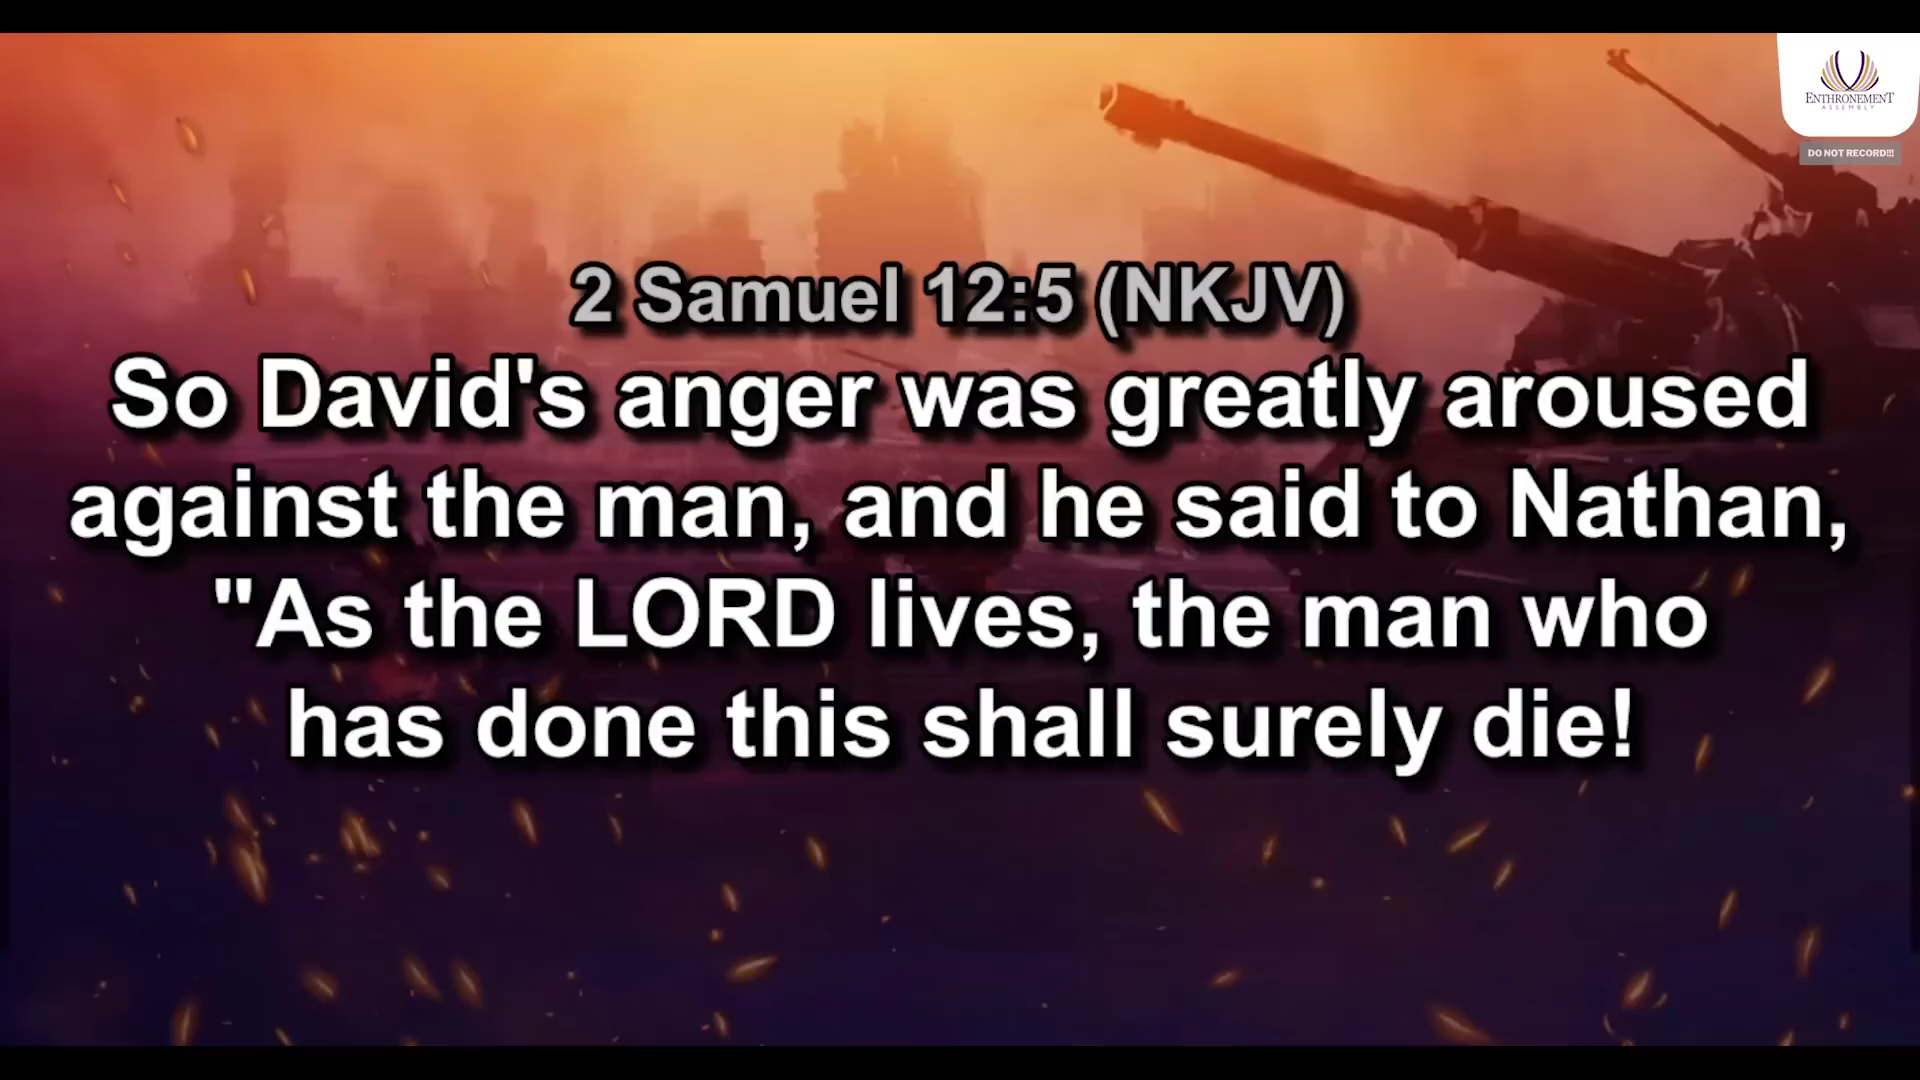 ENTHRONEMENT
ASSEMBLY
DO NOT RECORD!!!
2 Samuel 12:5 (NKJV)
So David's anger was greatly aroused
against the man, and he said to Nathan,
"As the LORD lives, the man who
has done this shall surely die!